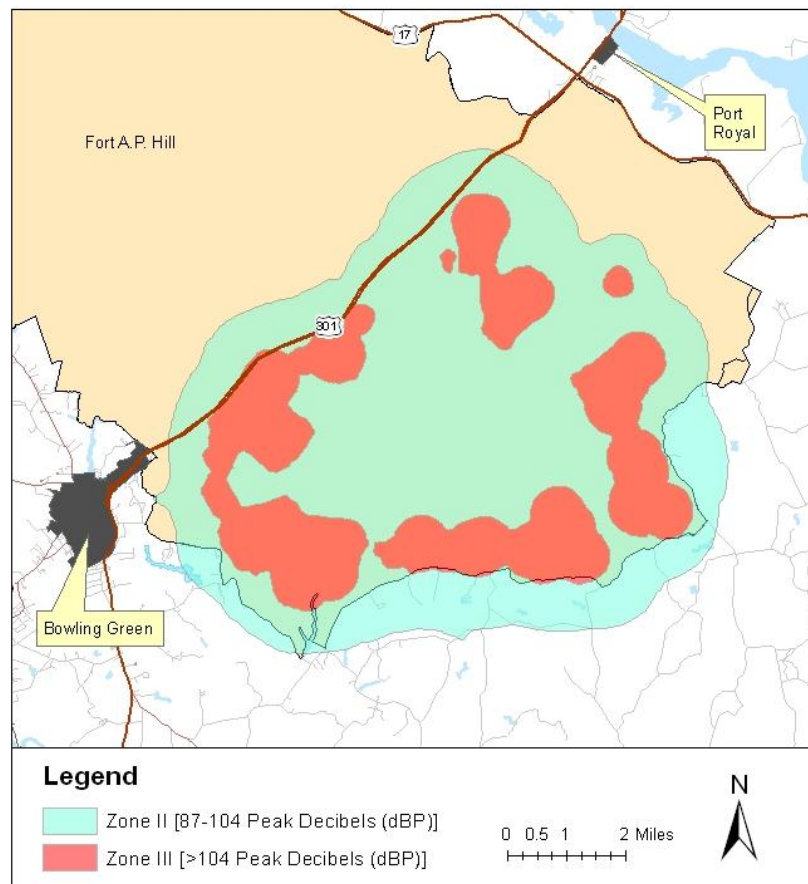 17
Port
Royal
Fort A.P. Hill
301
Bowling Green
Legend
Zone II [87-104 Peak Decibels (dBP)]
Zone III [>104 Peak Decibels (dBP)]
0 0.5 1 2 Miles
N